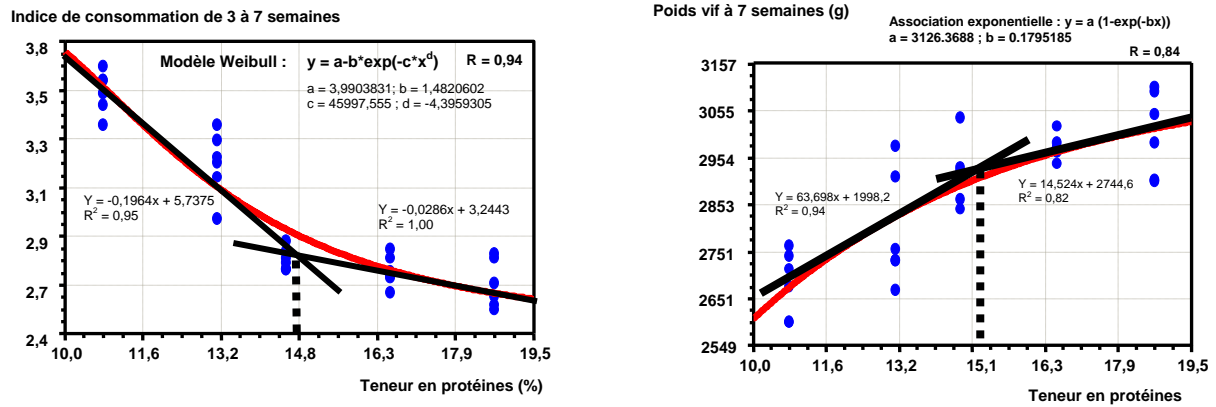 Indice de consommation de 3 à 7 semaines
3,8
3,5
3,3
3,1
2,9
2,7
2,4
Modèle Weibull : y = a-b*exp(-c*x^d) R = 0,94
a = 3,9903831; b = 1,4820602
c = 45997,555 ; d = -4,3959305
Y = -0,1964x + 5,7375
R² = 0,95
Y = -0,0286x + 3,2443
R² = 1,00
10,0 11,6 13,2 14,8 16,3 17,9 19,5
Teneur en protéines (%)
Poids vif à 7 semaines (g)
Association exponentielle : y = a (1-exp(-bx))
a = 3126.3688 ; b = 0.1795185
R = 0,84
3157
3055
2954
2853
2751
2651
2549
Y = 63,698x + 1998,2
R² = 0,94
Y = 14,524x + 2744,6
R² = 0,82
10,0 11,6 13,2 15,1 16,6 17,9 19,5
Teneur en protéines